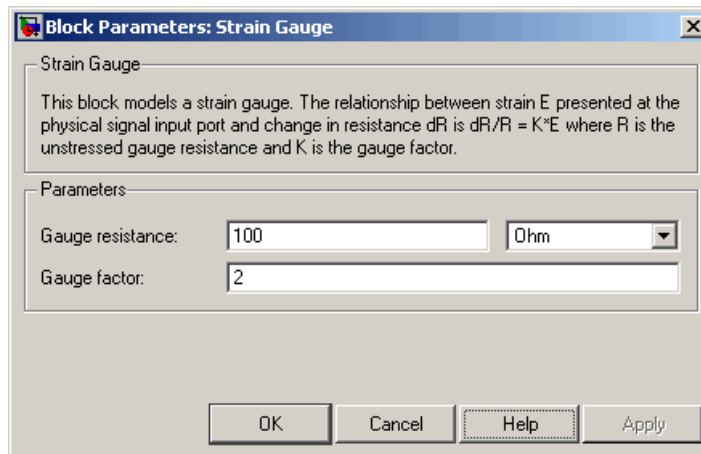 Block Parameters: Strain Gauge
Strain Gauge
This block models a strain gauge. The relationship between strain E presented at the
physical signal input port and change in resistance dR is dR/R = K*E where R is the
unstressed gauge resistance and K is the gauge factor.
Parameters
Gauge resistance: 100 Ohm
Gauge factor: 2
OK Cancel Help Apply